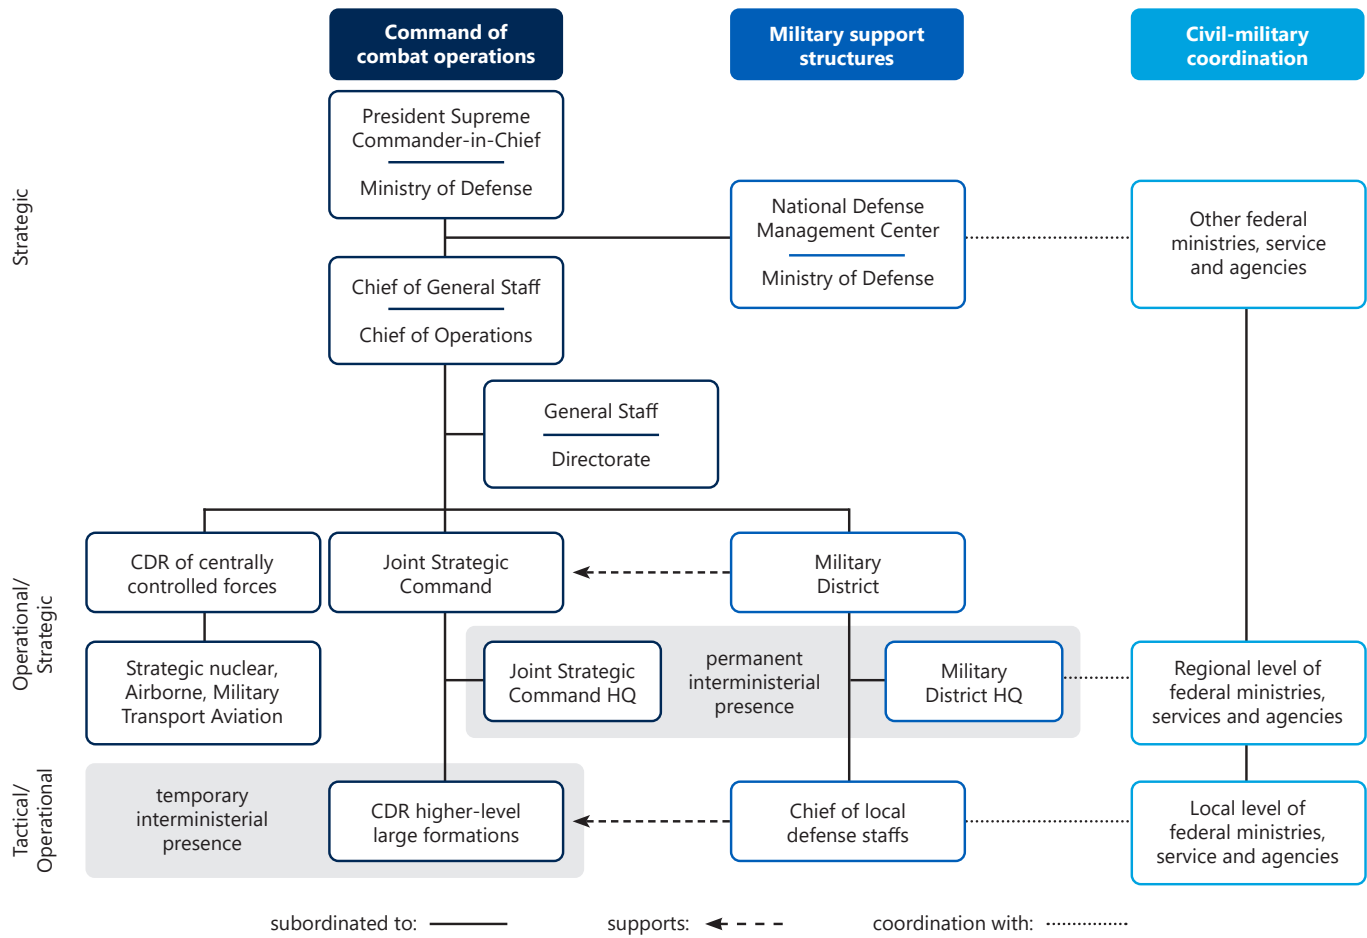 Command of
combat operations
Military support
structures
Civil-military
coordination
Strategic
President Supreme
Commander-in-Chief
Ministry of Defense
National Defense
Management Center
Ministry of Defense
Other federal
ministries, service
and agencies
Chief of General Staff
Chief of Operations
General Staff
Directorate
Operational/
Strategic
CDR of centrally
controlled forces
Joint Strategic
Command
Military
District
Strategic nuclear,
Airborne, Military
Transport Aviation
Joint Strategic
Command HQ
permanent
interministerial
presence
Military
District HQ
Regional level of
federal ministries,
services and agencies
Tactical/
Operational
temporary
interministerial
presence
CDR higher-level
large formations
Chief of local
defense staffs
Local level of
federal ministries,
service and agencies
subordinated to:
supports:
coordination with: